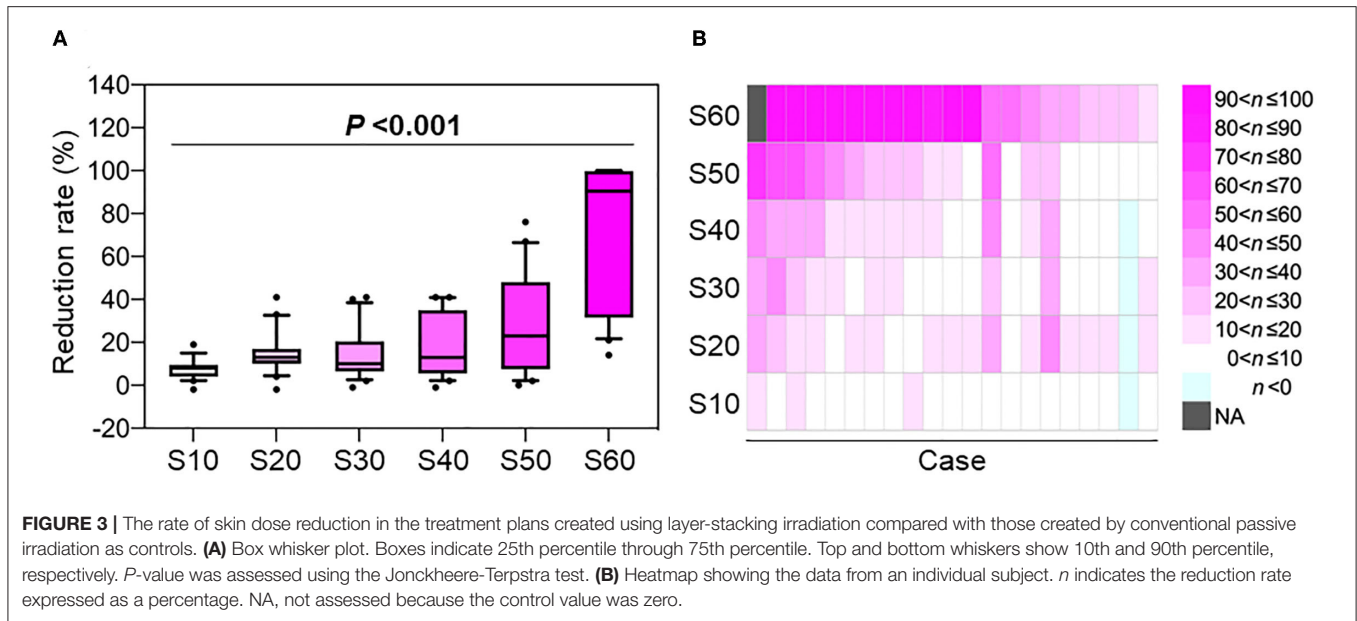 A
B
140
120
100
80
60
40
20
0
-20
Reduction rate (%)
P <0.001
S10 S20 S30 S40 S50 S60
S60
S50
S40
S30
S20
S10
Case
90<n≤100
80<n≤90
70<n≤80
60<n≤70
50<n≤60
40<n≤50
30<n≤40
20<n≤30
10<n≤20
0<n≤10
n<0
NA
FIGURE 3 | The rate of skin dose reduction in the treatment plans created using layer-stacking irradiation compared with those created by conventional passive
irradiation as controls. (A) Box whisker plot. Boxes indicate 25th percentile through 75th percentile. Top and bottom whiskers show 10th and 90th percentile,
respectively. P-value was assessed using the Jonckheere-Terpstra test. (B) Heatmap showing the data from an individual subject. n indicates the reduction rate
expressed as a percentage. NA, not assessed because the control value was zero.